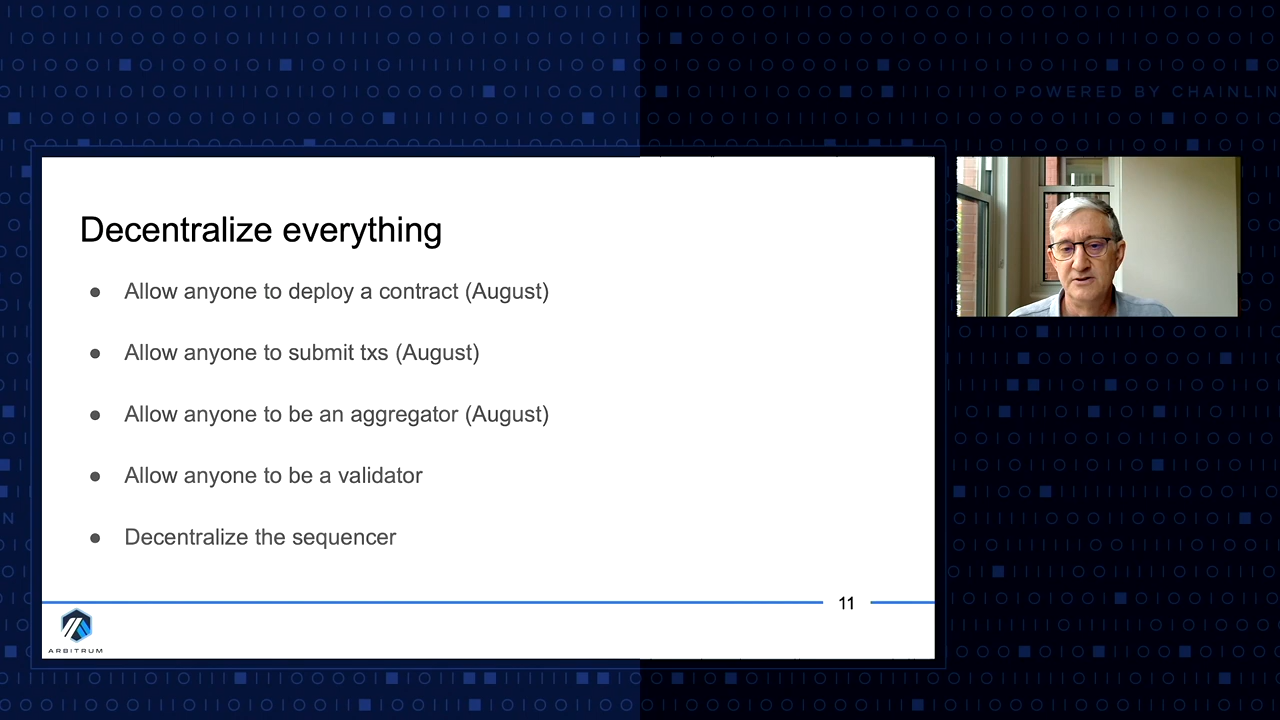 POWERED BY CHAINLIN
Decentralize everything
● Allow anyone to deploy a contract (August)
● Allow anyone to submit txs (August)
● Allow anyone to be an aggregator (August)
● Allow anyone to be a validator
● Decentralize the sequencer
N
11
ARBITRUM